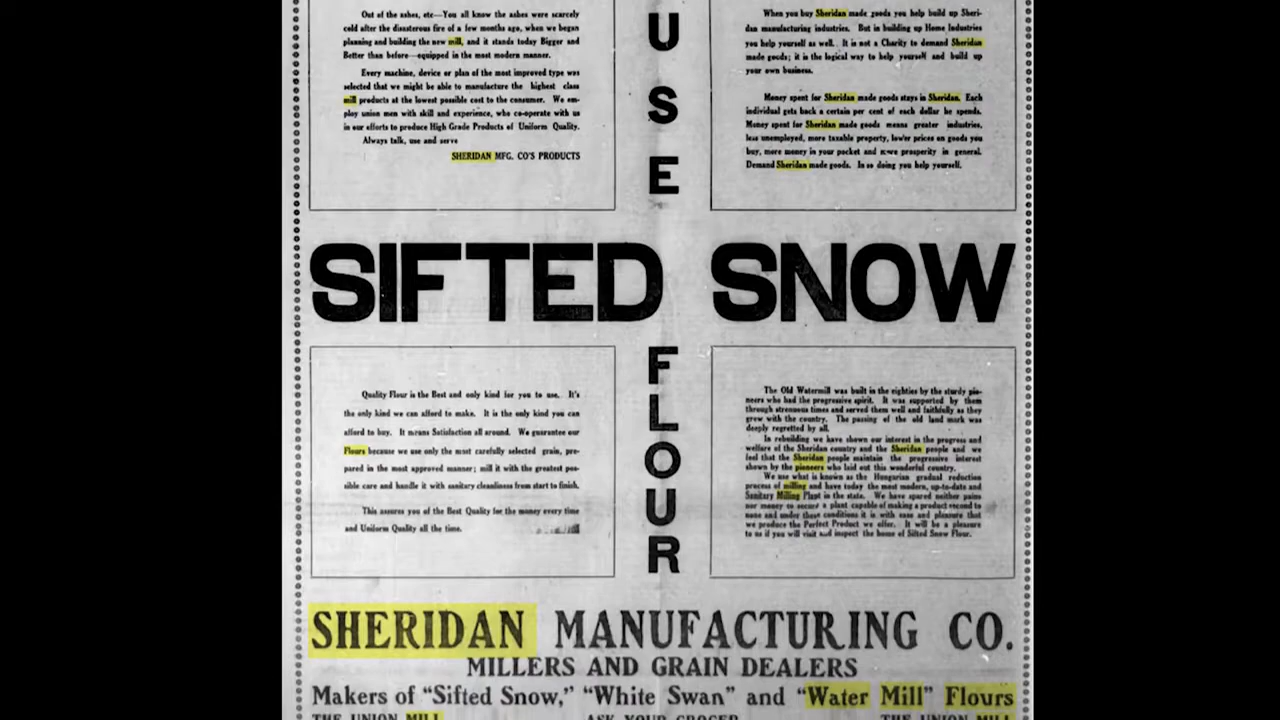 Out of the ashes, etc—You all know the ashes were scarcely
cold after the disasterous fire of a few months ago, when we began
planning and building the new mill, and it stands today Bigger and
Better than before—equipped in the most modern manner.
Every machine, device or plan of the most improved type was
selected that we might be able to manufacture the highest class
mill products at the lowest possible cost to the consumer. We em-
ploy union men with skill and experience, who co-operate with us
in our efforts to produce High Grade Products of Uniform Quality.
Always talk, use and serve
SHERIDAN MFG. CO'S PRODUCTS
U
S
E
When you buy Sheridan made goods you help build up Sheri-
dan manufacturing industries. But in building up Home Industries
you help yourself as well. It is not a Charity to demand Sheridan
made goods; it is the logical way to help yourself and build up
your own business.
Money spent for Sheridan made goods stays in Sheridan. Each
individual gets back a certain per cent of each dollar he spends.
Money spent for Sheridan made goods means greater industries,
less unemployed, more taxable property, lower prices on goods you
buy, more money in your pocket and more prosperity in general.
Demand Sheridan made goods. In so doing you help yourself.
SIFTED SNOW
Quality Flour is the Best and only kind for you to use. It's
the only kind we can afford to make. It is the only kind you can
afford to buy. It means Satisfaction all around. We guarantee our
Flours because we use only the most carefully selected grain, pre-
pared in the most approved manner; mill it with the greatest pos-
sible care and handle it with sanitary cleanliness from start to finish.
This assures you of the Best Quality for the money every time
and Uniform Quality all the time.
F
L
O
U
R
The Old Watermill was built in the eighties by the sturdy pio-
neers who had the progressive spirit. It was supported by them
through strenuous times and served them well and faithfully as they
grew with the country. The passing of the old land mark was
deeply regretted by all.
In rebuilding we have shown our interest in the progress and
welfare of the Sheridan country and the Sheridan people and we
feel that the Sheridan people maintain the progressive interest
shown by the pioneers who laid out this wonderful country.
We use what is known as the Hungarian gradual reduction
process of milling and have today the most modern, up-to-date and
Sanitary Milling Plant in the state. We have spared neither pains
nor money to secure a plant capable of making a product second to
none and under these conditions it is with ease and pleasure that
we produce the Perfect Product we offer. It will be a pleasure
to us if you will visit and inspect the home of Sifted Snow Flour.
SHERIDAN MANUFACTURING CO.
MILLERS AND GRAIN DEALERS
Makers of "Sifted Snow," "White Swan" and "Water Mill" Flours
THE UNION MILL ASK YOUR GROCER THE UNION MILL